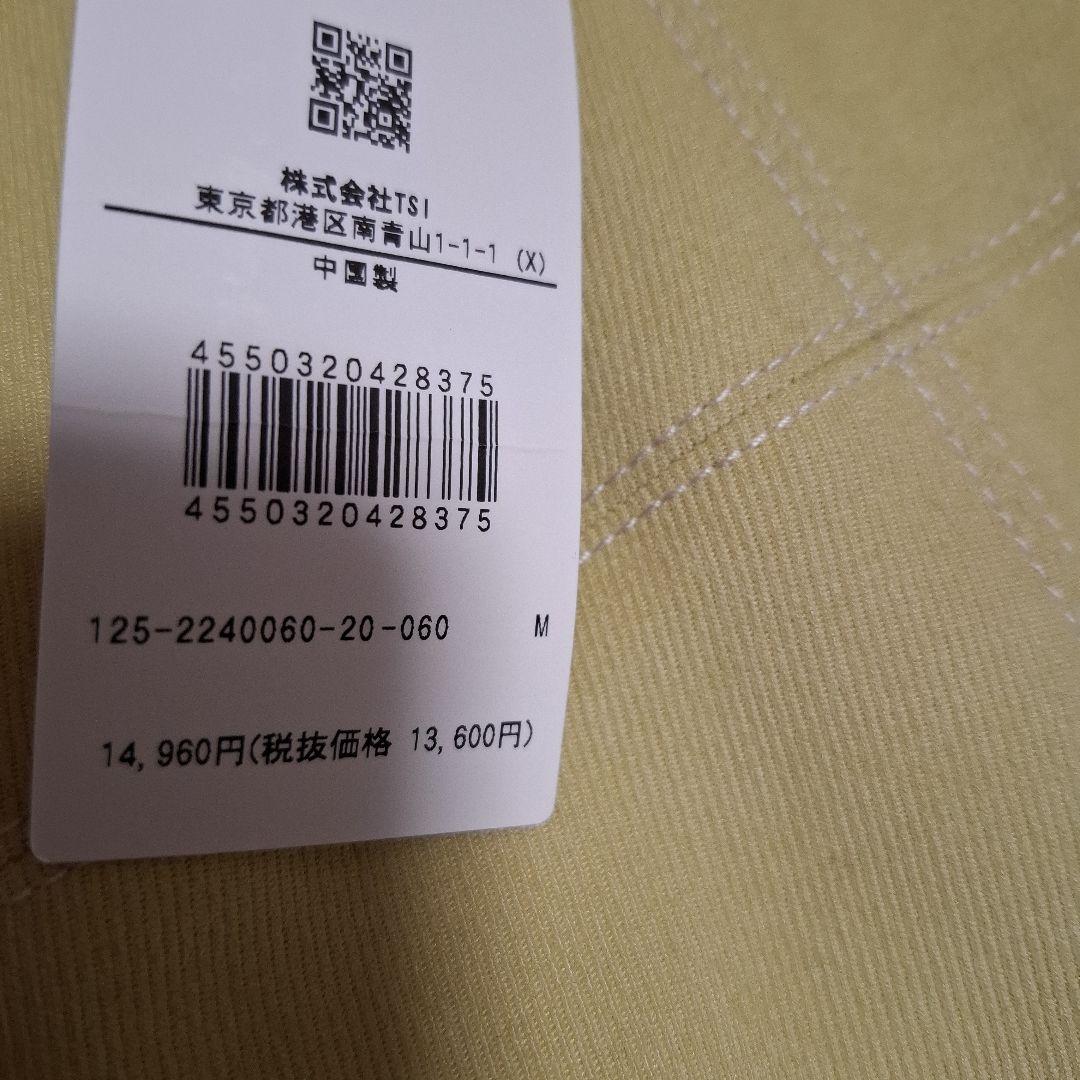 株式会社TSI
東京都港区南青山1-1-1 (X)
中国製
4550320428375
4550320428375
125-2240060-20-060 M
14,960円(税抜価格 13,600円)